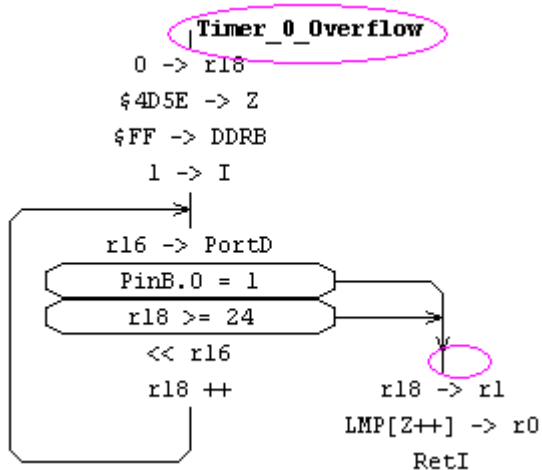 Timer_0_Overflow
0 -> r18
$4D5E -> Z
$FF -> DDRB
1 -> I
r16 -> PortD
PinB.0 = 1
r18 >= 24
<< r16
r18 ++
r18 -> r1
LMP[Z++] -> r0
RetI